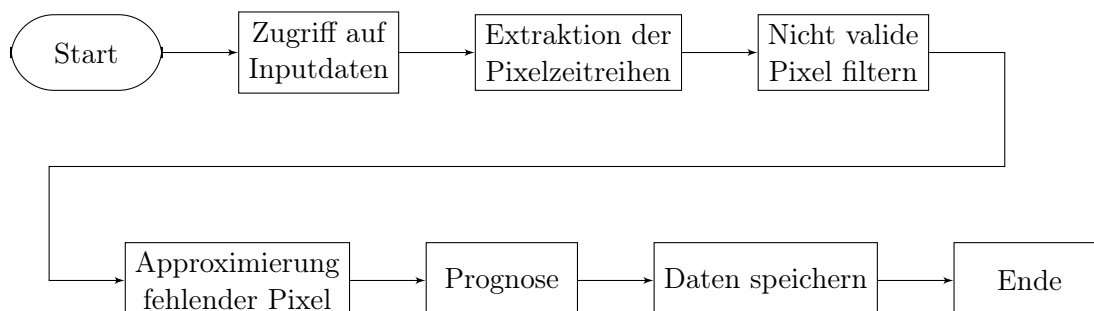 Start
Zugriff auf
Inputdaten
Extraktion der
Pixelzeitreihen
Nicht valide
Pixel filtern
Approximierung
fehlender Pixel
Prognose
Daten speichern
Ende